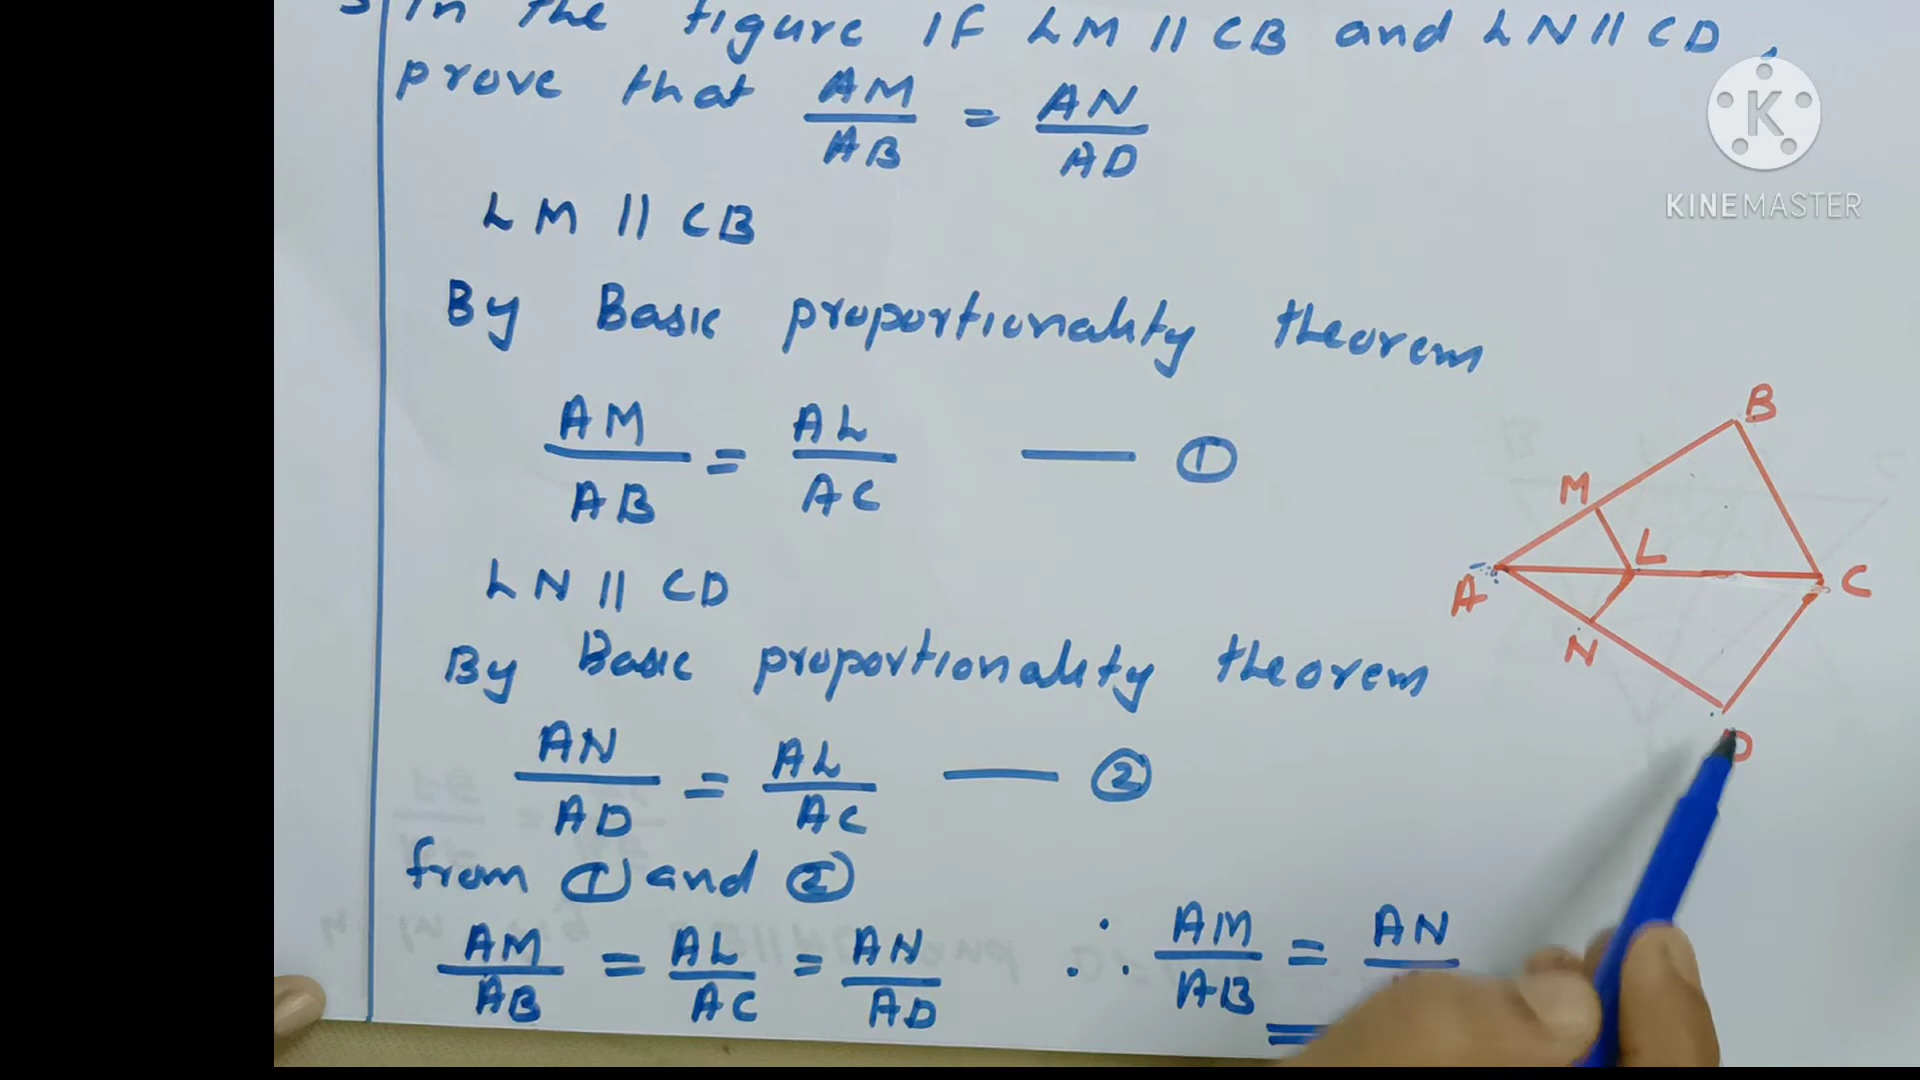 3) In the figure if LM || CB and LN || CD,
prove that AM/AB = AN/AD
K
KINEMASTER
LM || CB
By Basic proportionality theorem
AM/AB = AL/AC — ①
LN || CD
By Basic proportionality theorem
AN/AD = AL/AC — ②
from ① and ②
AM/AB = AL/AC = AN/AD ∴ AM/AB = AN
B
M
L
A
C
N
D